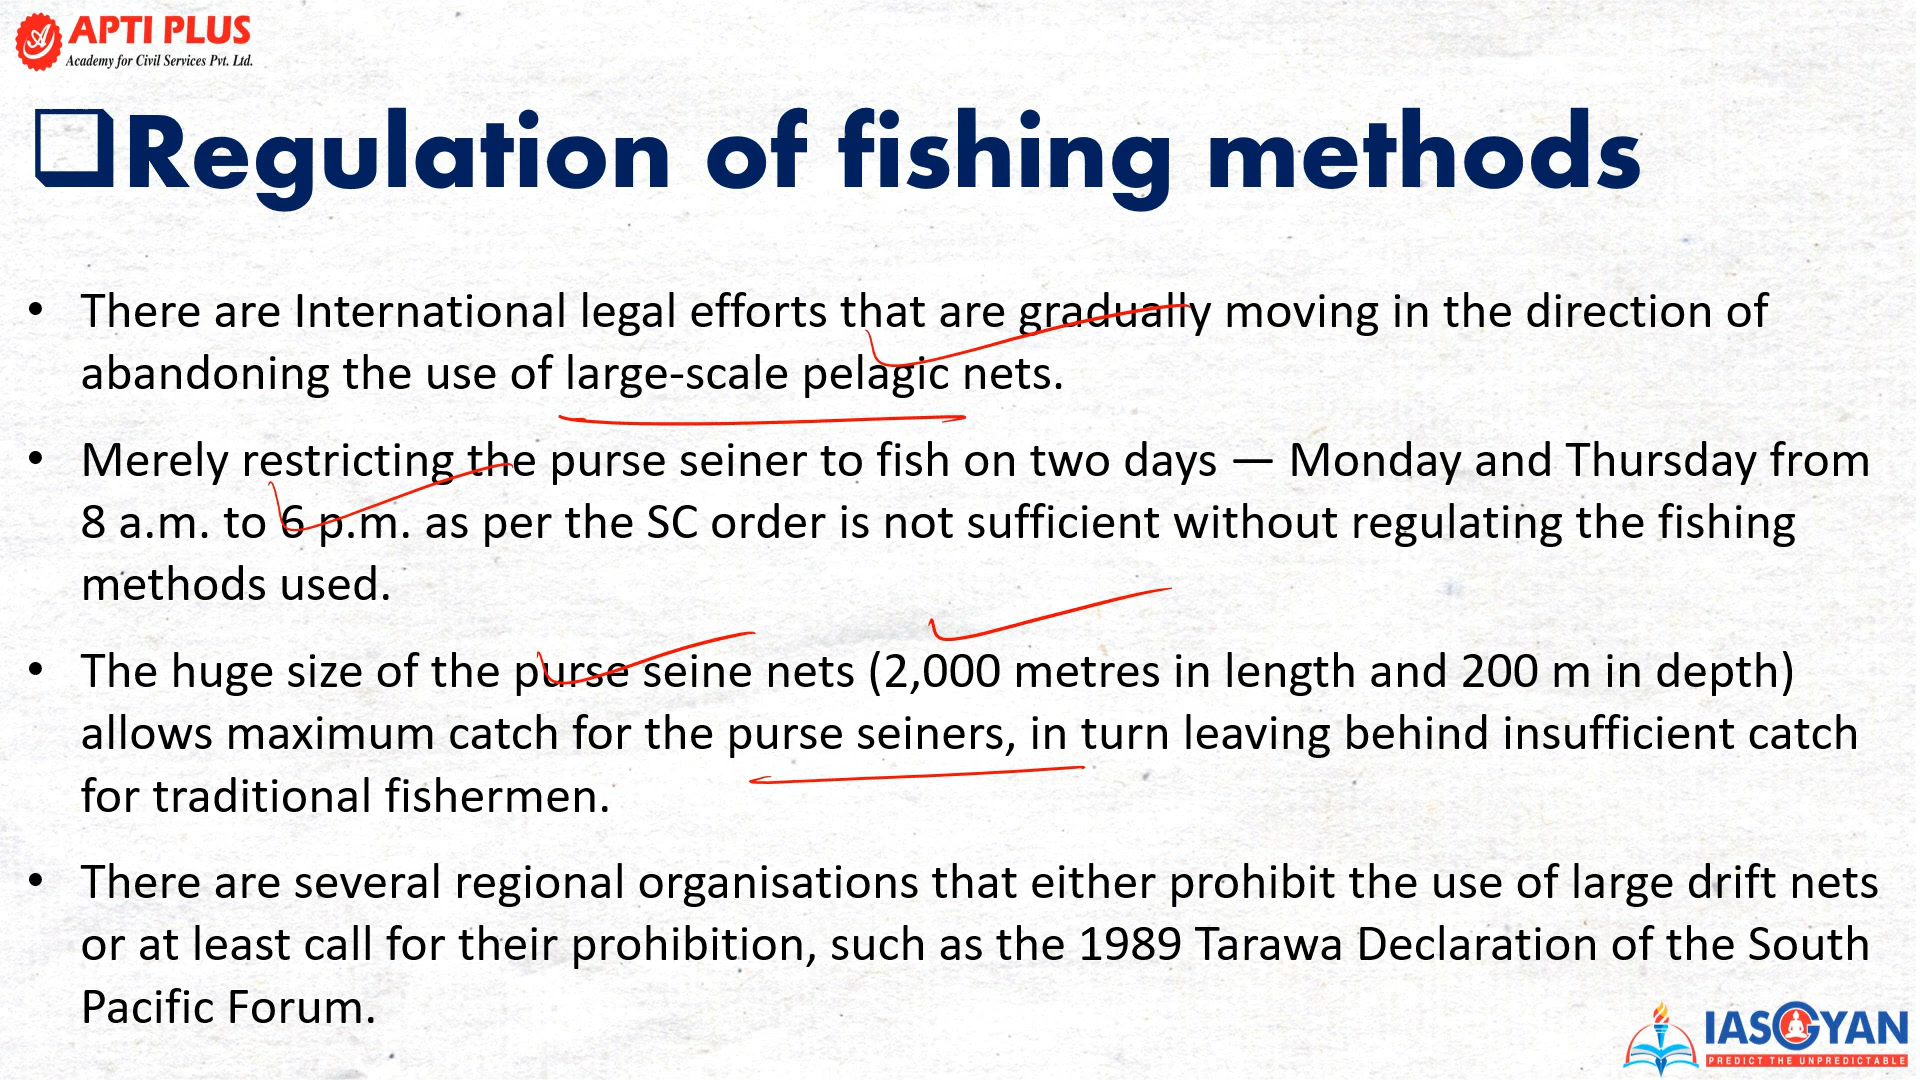 APTI PLUS
Academy for Civil Services Pvt. Ltd.
❑Regulation of fishing methods
• There are International legal efforts that are gradually moving in the direction of
abandoning the use of large-scale pelagic nets.
• Merely restricting the purse seiner to fish on two days — Monday and Thursday from
8 a.m. to 6 p.m. as per the SC order is not sufficient without regulating the fishing
methods used.
• The huge size of the purse seine nets (2,000 metres in length and 200 m in depth)
allows maximum catch for the purse seiners, in turn leaving behind insufficient catch
for traditional fishermen.
• There are several regional organisations that either prohibit the use of large drift nets
or at least call for their prohibition, such as the 1989 Tarawa Declaration of the South
Pacific Forum.
IASGYAN
PREDICT THE UNPREDICTABLE